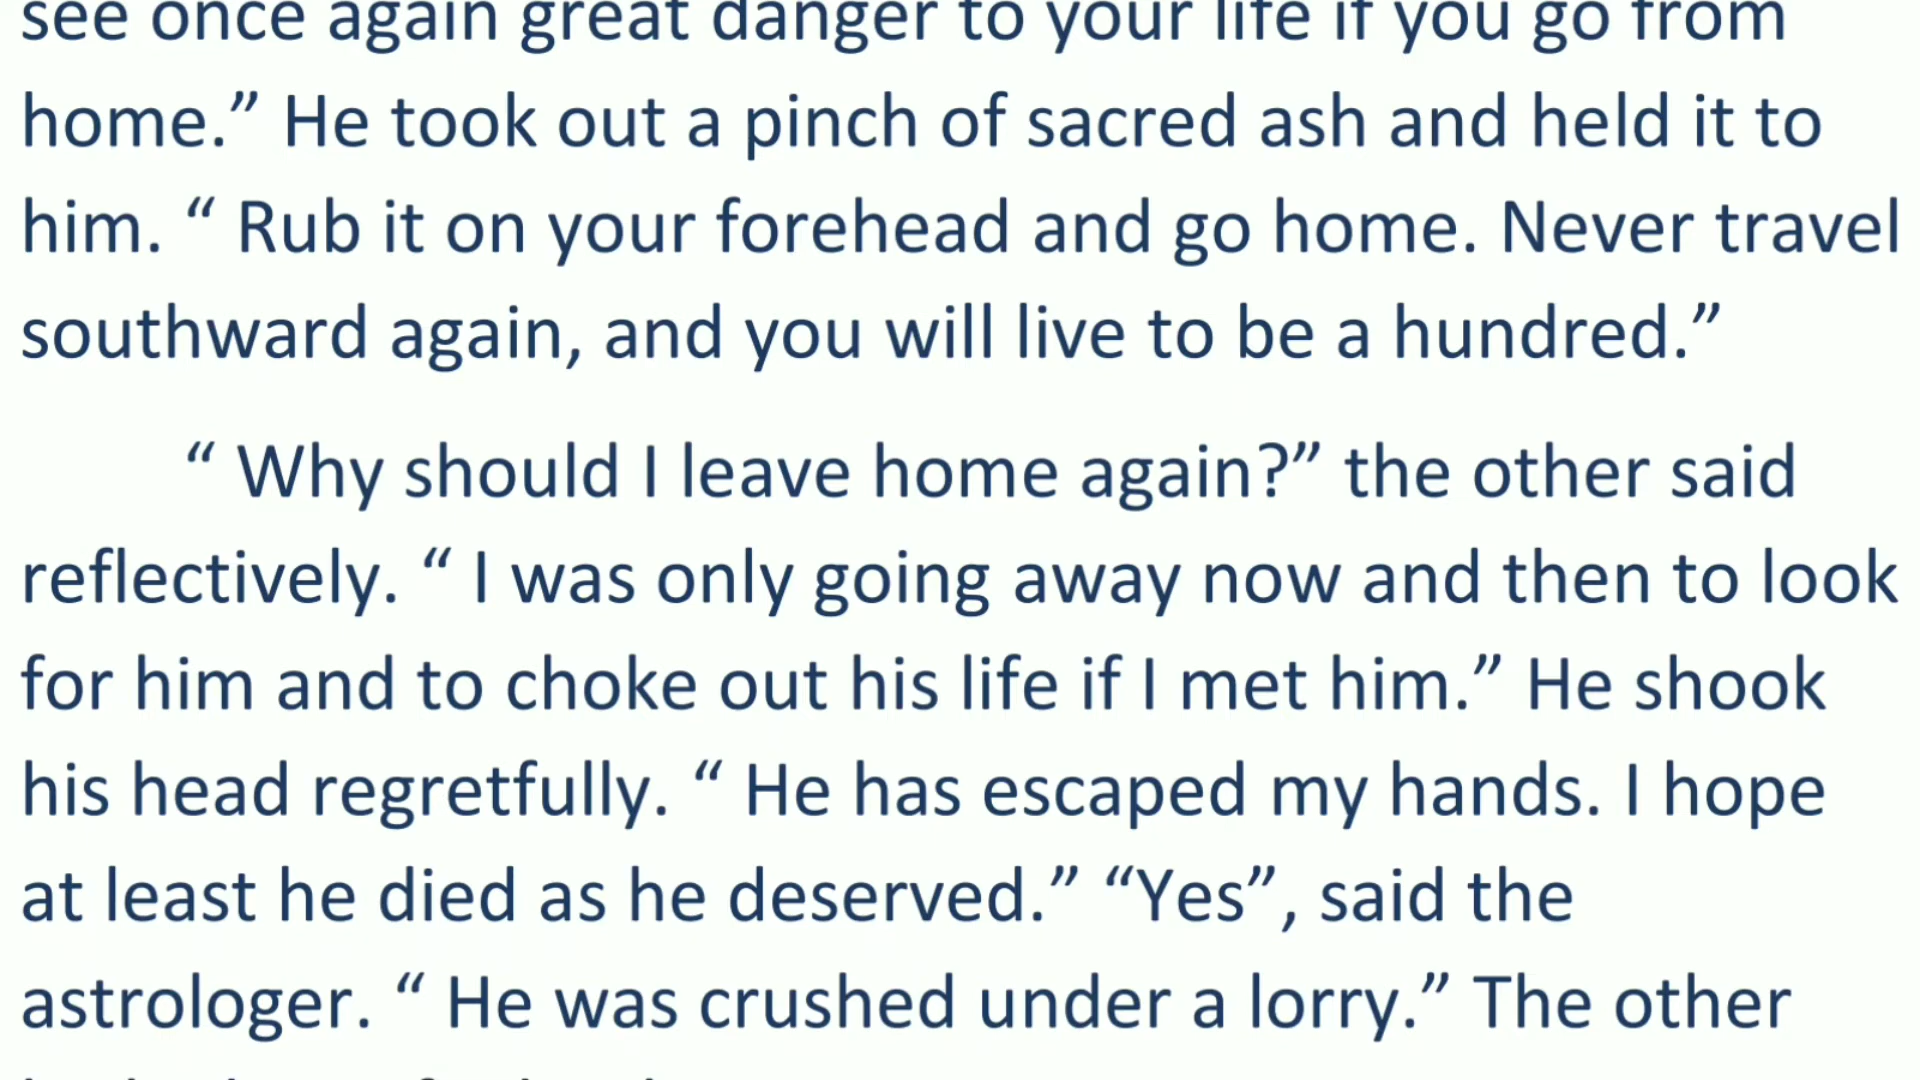 see once again great danger to your life if you go from
home.” He took out a pinch of sacred ash and held it to
him. “ Rub it on your forehead and go home. Never travel
southward again, and you will live to be a hundred.”
“ Why should I leave home again?” the other said
reflectively. “ I was only going away now and then to look
for him and to choke out his life if I met him.” He shook
his head regretfully. “ He has escaped my hands. I hope
at least he died as he deserved.” “Yes”, said the
astrologer. “ He was crushed under a lorry.” The other